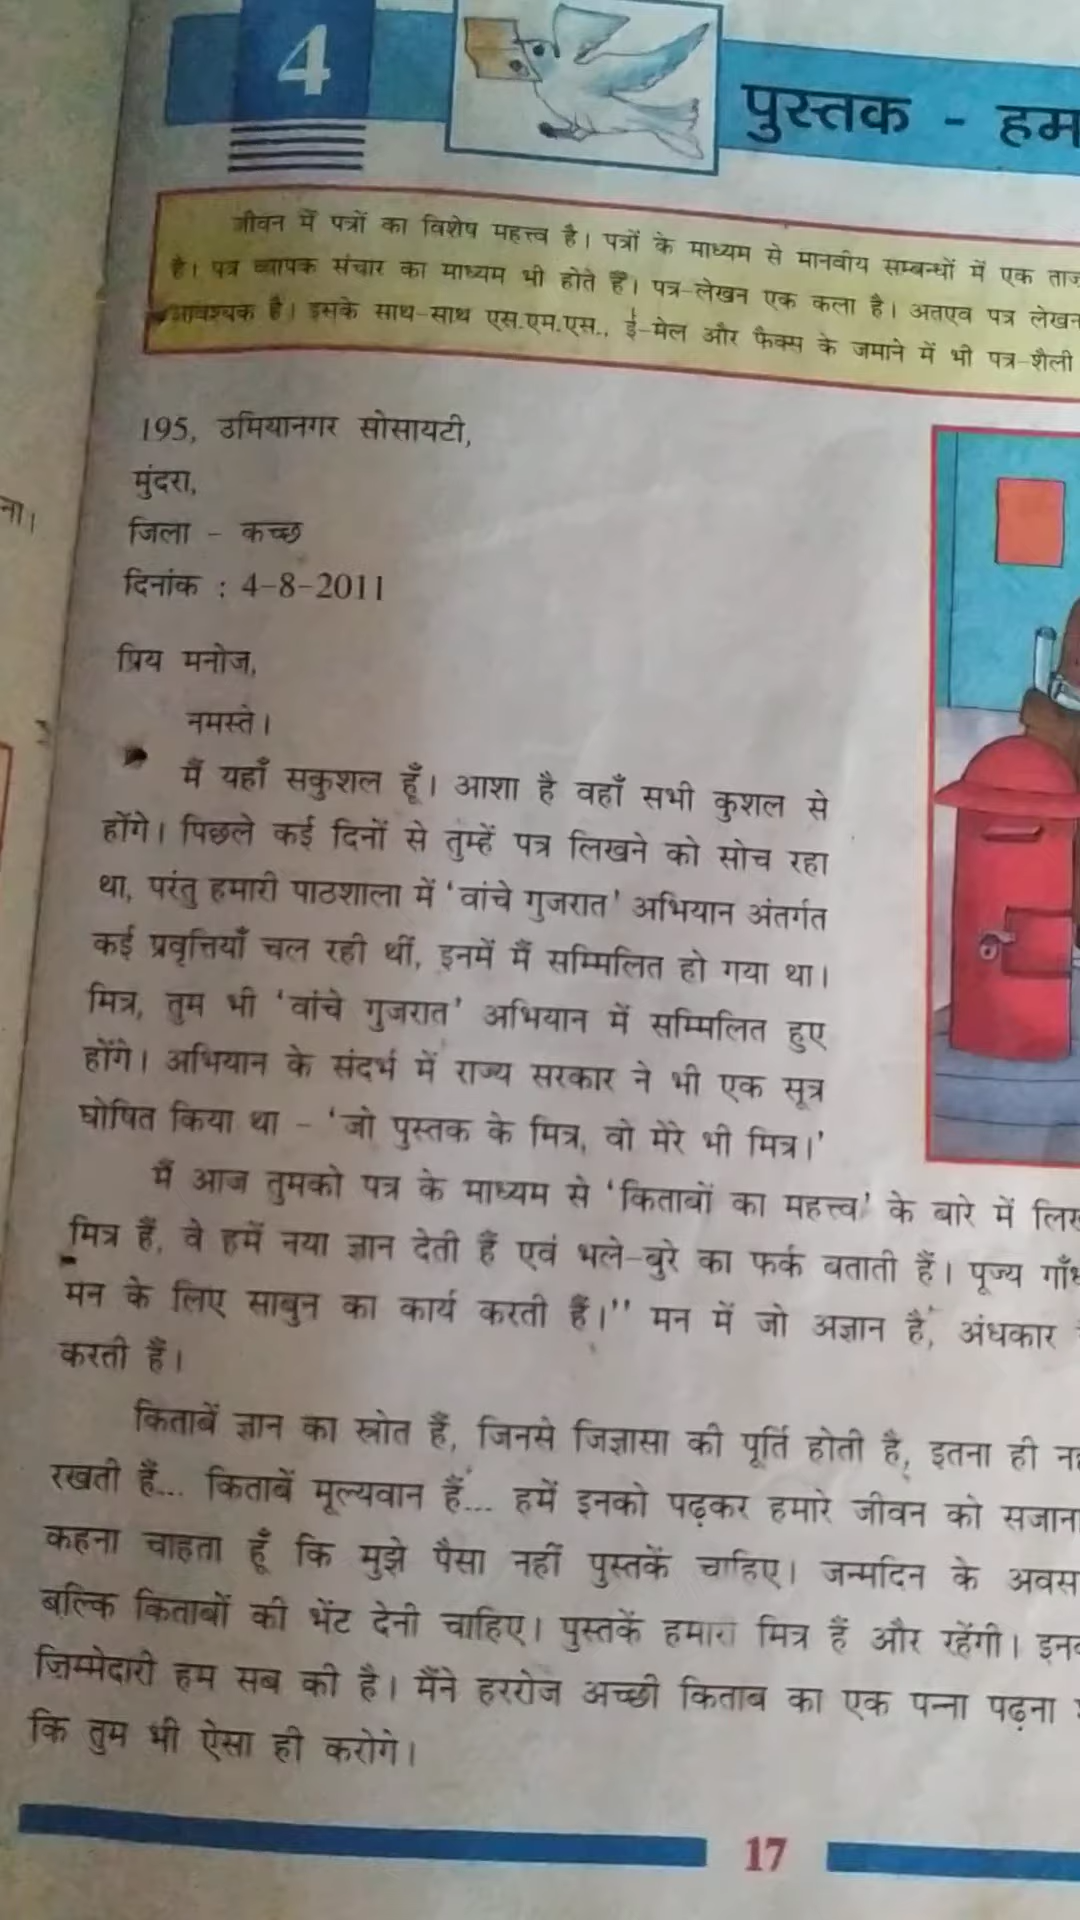 4
पुस्तक - हम
जीवन में पत्रों का विशेष महत्त्व है। पत्रों के माध्यम से मानवीय सम्बन्धों में एक
है। पत्र व्यापक संचार का माध्यम भी होते हैं। पत्र-लेखन एक कला है। अतएव पत्र लेखन
आवश्यक है। इसके साथ-साथ एस.एम.एस., ई-मेल और फैक्स के जमाने में भी पत्र-शैली
195, उमियानगर सोसायटी,
मुंदरा,
जिला - कच्छ
दिनांक : 4-8-2011
ना।
प्रिय मनोज,
नमस्ते।
मैं यहाँ सकुशल हूँ। आशा है वहाँ सभी कुशल से
होंगे। पिछले कई दिनों से तुम्हें पत्र लिखने को सोच रहा
था, परंतु हमारी पाठशाला में ‘वांचे गुजरात’ अभियान अंतर्गत
कई प्रवृत्तियाँ चल रही थीं, इनमें मैं सम्मिलित हो गया था।
मित्र, तुम भी ‘वांचे गुजरात’ अभियान में सम्मिलित हुए
होंगे। अभियान के संदर्भ में राज्य सरकार ने भी एक सूत्र
घोषित किया था - ‘जो पुस्तक के मित्र, वो मेरे भी मित्र।’
मैं आज तुमको पत्र के माध्यम से ‘किताबों का महत्त्व’ के बारे में
मित्र हैं, वे हमें नया ज्ञान देती हैं एवं भले-बुरे का फर्क बताती हैं। पूज्य
मन के लिए साबुन का कार्य करती हैं।’’ मन में जो अज्ञान है, अंधकार
करती हैं।
किताबें ज्ञान का स्रोत हैं, जिनसे जिज्ञासा की पूर्ति होती है, इतना ही
रखती हैं... किताबें मूल्यवान हैं... हमें इनको पढ़कर हमारे जीवन को सजाना
कहना चाहता हूँ कि मुझे पैसा नहीं पुस्तकें चाहिए। जन्मदिन के
बल्कि किताबों की भेंट देनी चाहिए। पुस्तकें हमारा मित्र हैं और रहेंगी।
ज़िम्मेदारी हम सब की है। मैंने हररोज अच्छी किताब का एक पन्ना पढ़ना
कि तुम भी ऐसा ही करोगे।
17